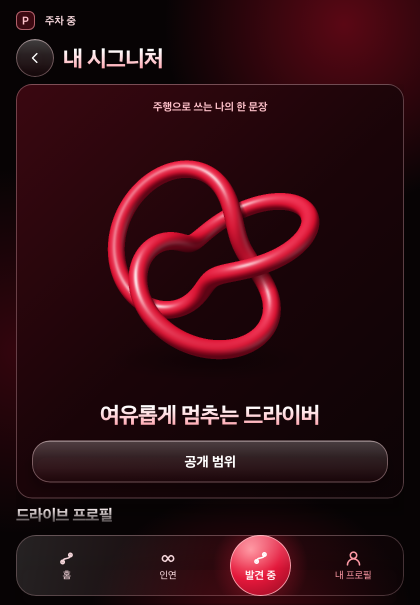 P 주차 중
내 시그니처
주행으로 쓰는 나의 한 문장
여유롭게 멈추는 드라이버
공개 범위
드라이브 프로필
홈 인연 발견 중 내 프로필